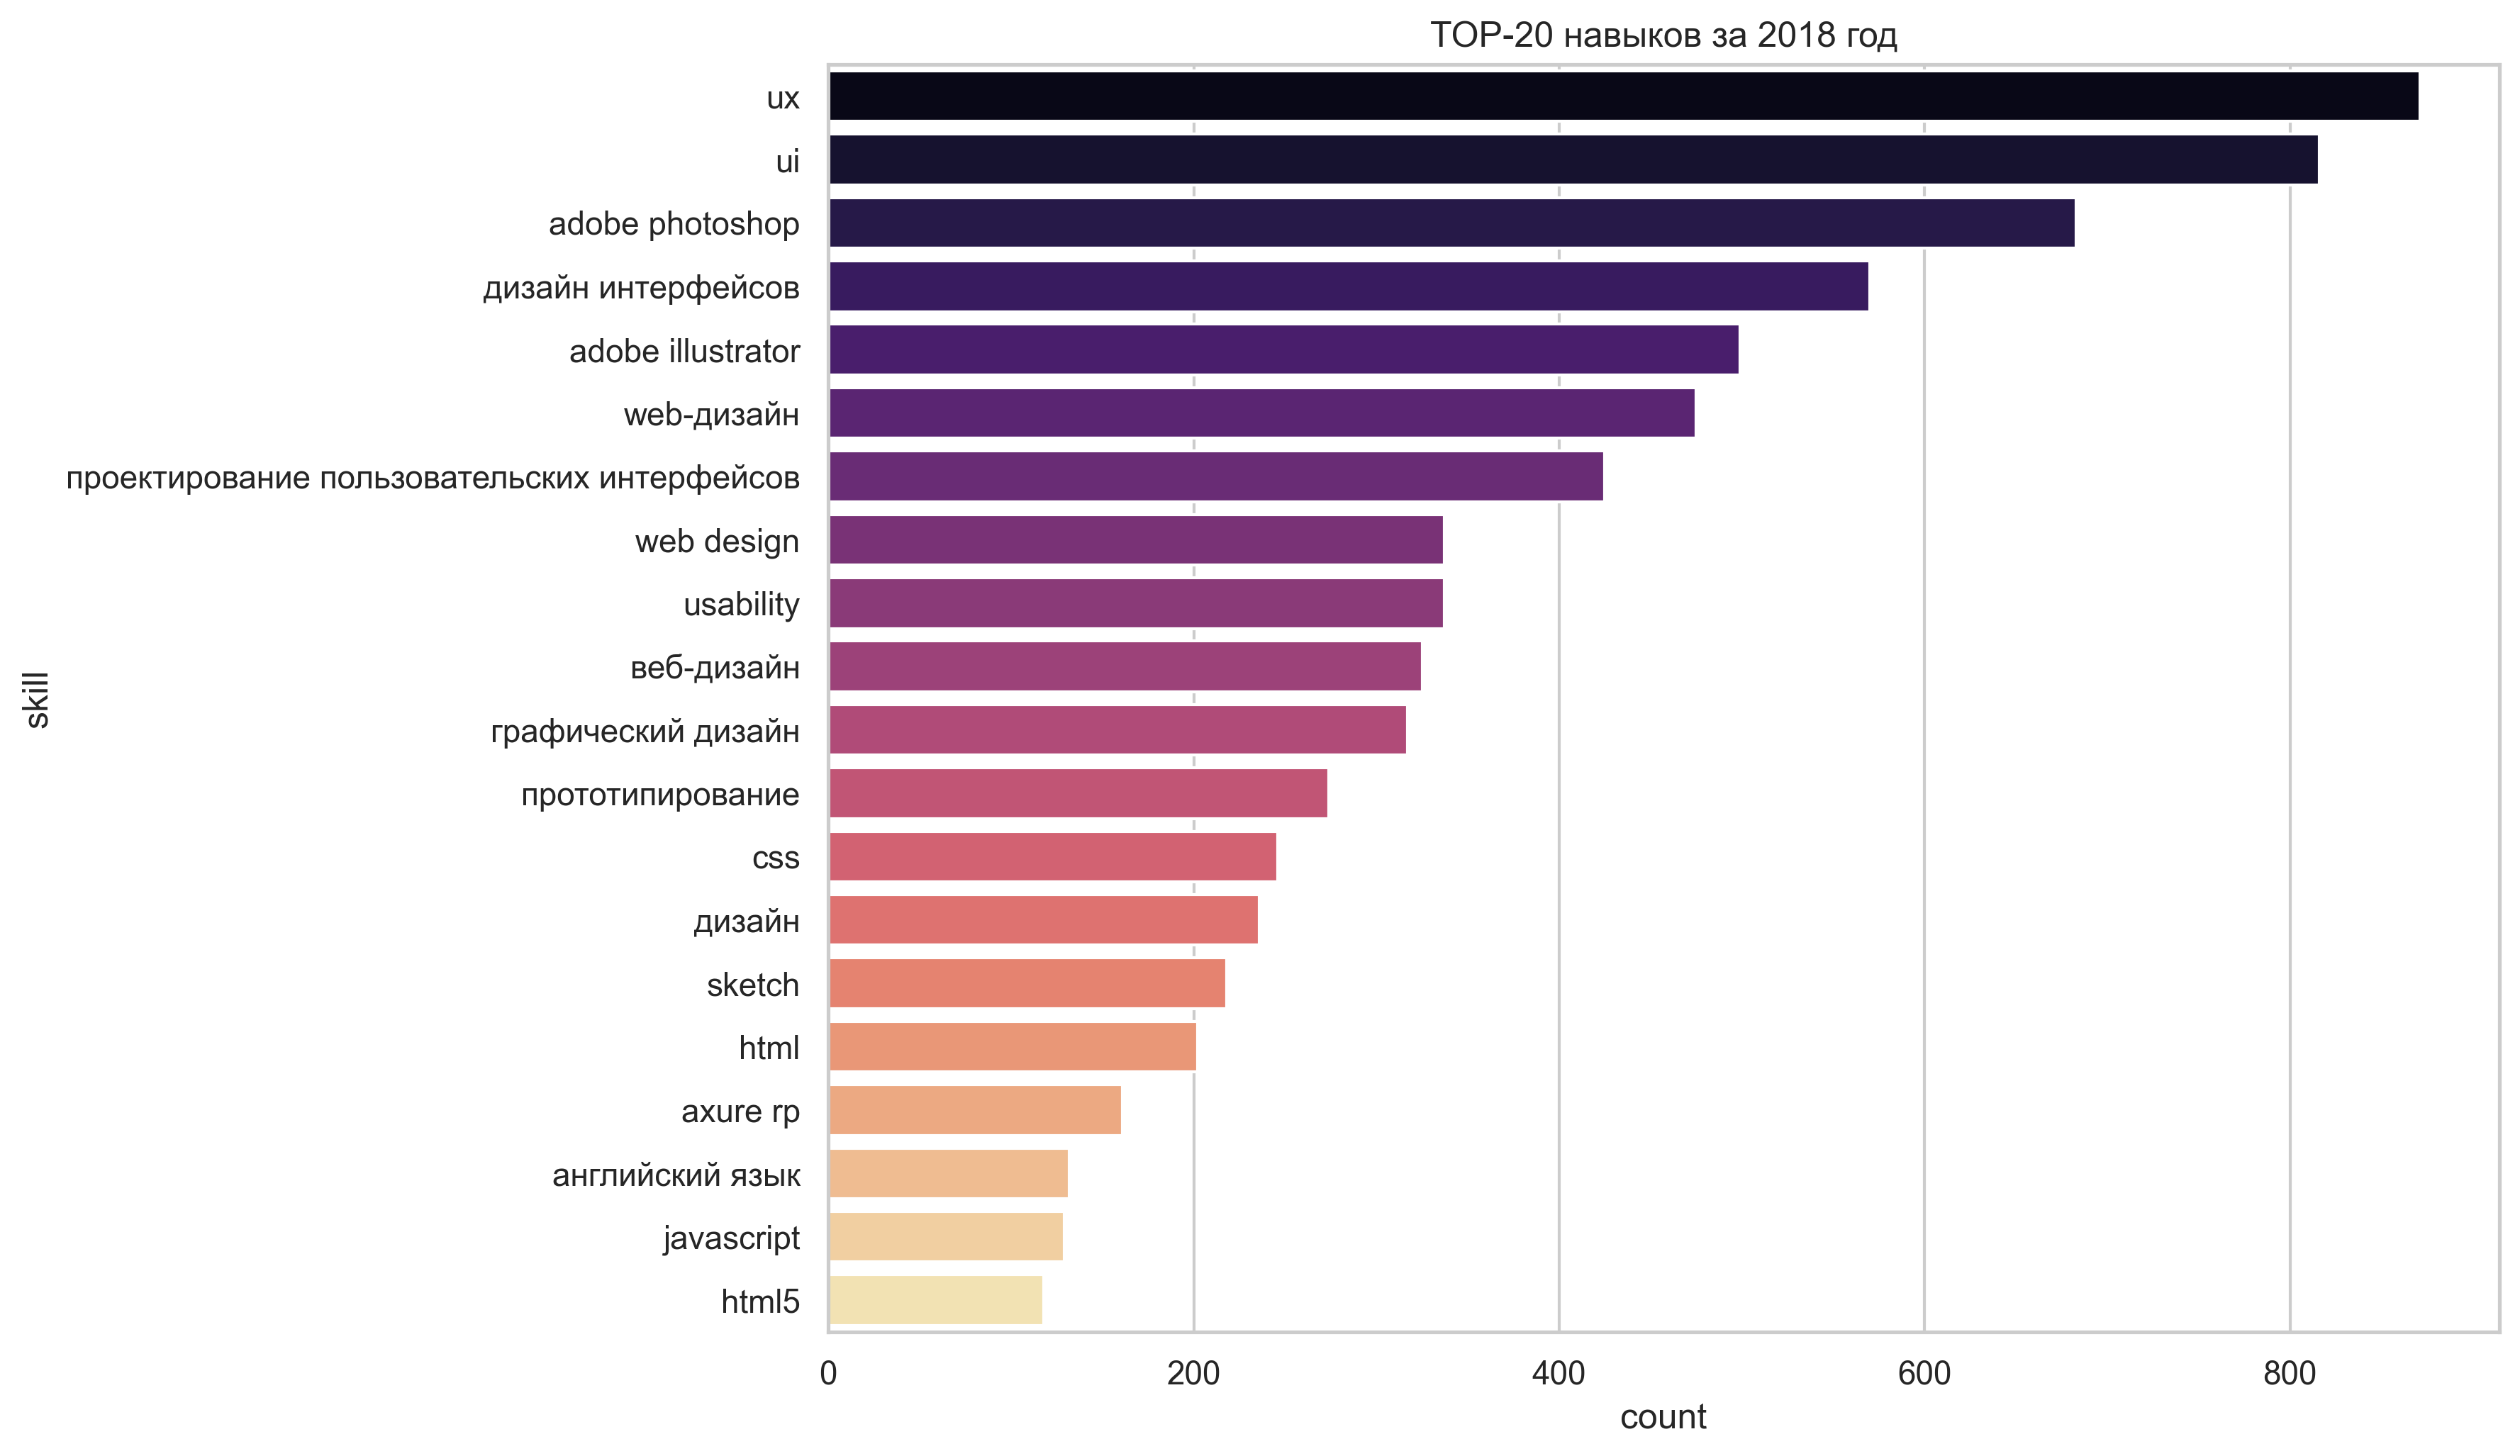 TOP-20 навыков за 2018 год
ux
ui
adobe photoshop
дизайн интерфейсов
adobe illustrator
web-дизайн
проектирование пользовательских интерфейсов
web design
usability
веб-дизайн
графический дизайн
прототипирование
css
дизайн
sketch
html
axure rp
английский язык
javascript
html5
skill
0 200 400 600 800
count